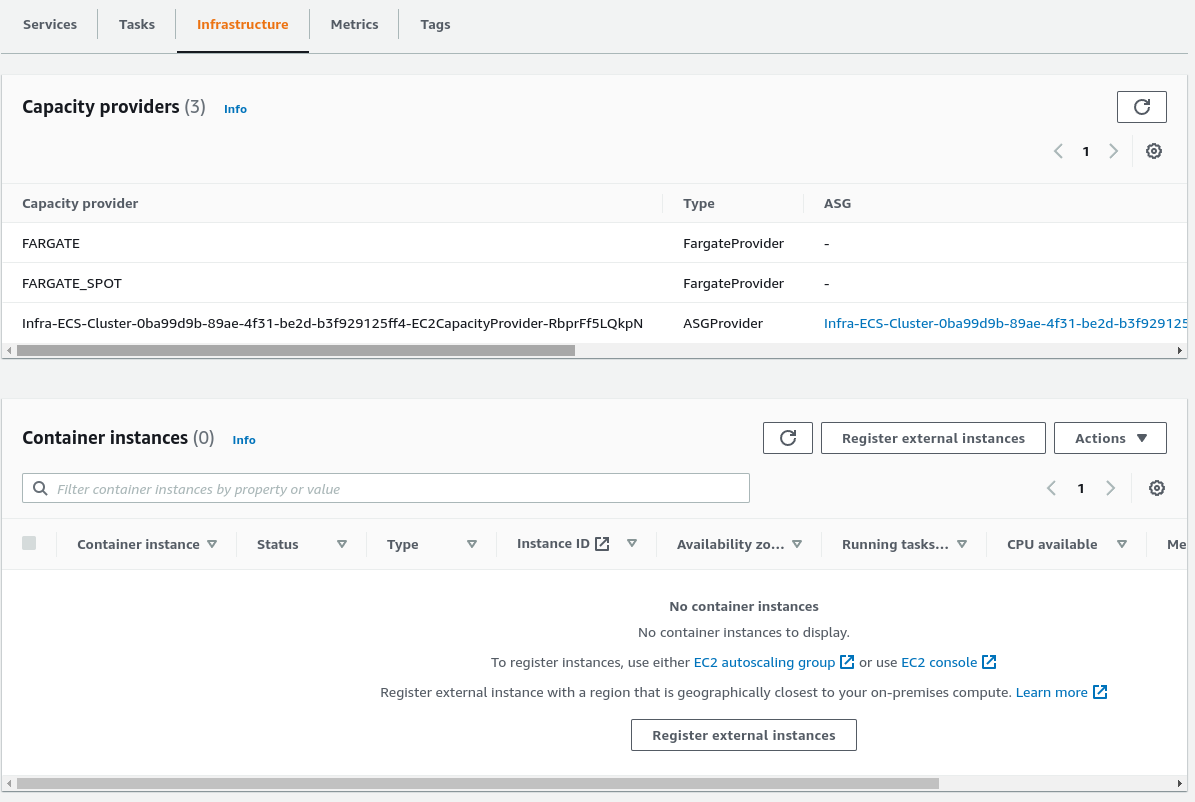 Services Tasks Infrastructure Metrics Tags
Capacity providers (3) Info
1
Capacity provider Type ASG
FARGATE FargateProvider -
FARGATE_SPOT FargateProvider -
Infra-ECS-Cluster-0ba99d9b-89ae-4f31-be2d-b3f929125ff4-EC2CapacityProvider-RbprFf5LQkpN ASGProvider Infra-ECS-Cluster-0ba99d9b-89ae-4f31-be2d-b3f929125
Container instances (0) Info Register external instances Actions
Filter container instances by property or value 1
Container instance Status Type Instance ID Availability zo... Running tasks... CPU available Me
No container instances
No container instances to display.
To register instances, use either EC2 autoscaling group or use EC2 console
Register external instance with a region that is geographically closest to your on-premises compute. Learn more
Register external instances